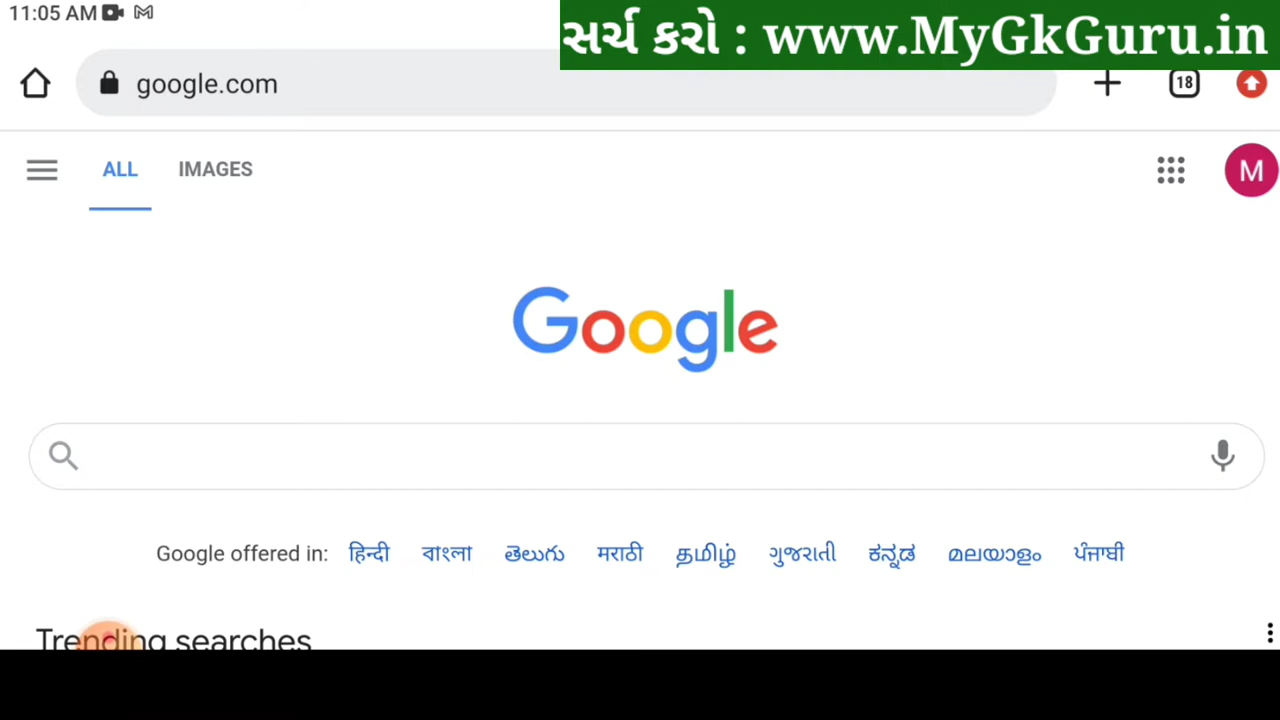 11:05 AM
સર્ચ કરો : www.MyGkGuru.in
google.com
18
ALL IMAGES
M
Google
Google offered in: हिन्दी বাংলা తెలుగు मराठी தமிழ் ગુજરાતી ಕನ್ನಡ മലയാളം ਪੰਜਾਬੀ
Trending searches